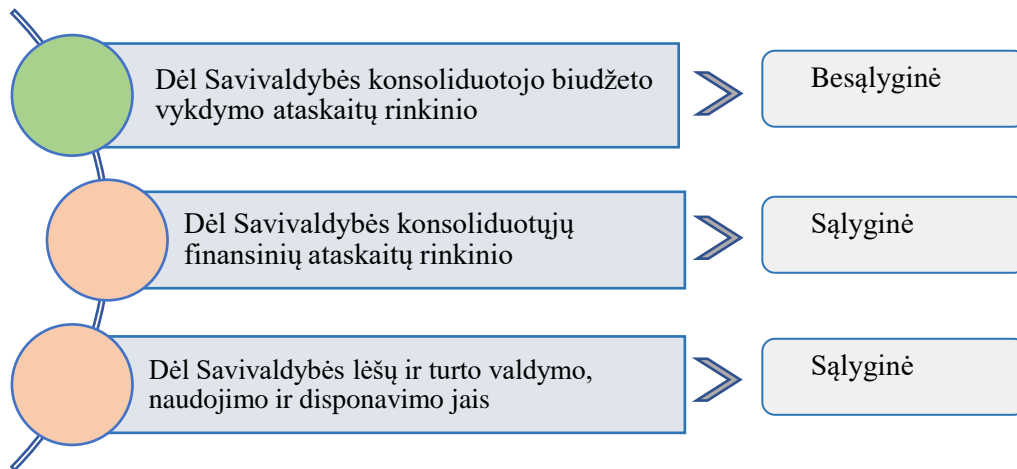 Dėl Savivaldybės konsoliduotojo biudžeto
vykdymo ataskaitų rinkinio
Besąlyginė
Dėl Savivaldybės konsoliduotųjų
finansinių ataskaitų rinkinio
Sąlyginė
Dėl Savivaldybės lėšų ir turto valdymo,
naudojimo ir disponavimo jais
Sąlyginė